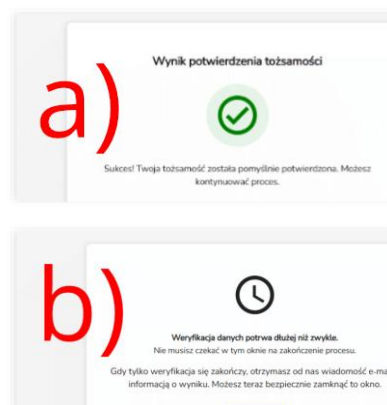 a)
Wynik potwierdzenia tożsamości
Sukces! Twoja tożsamość została pomyślnie potwierdzona. Możesz
kontynuować proces.
b)
Weryfikacja danych potrwa dłużej niż zwykle.
Nie musisz czekać w tym oknie na zakończenie procesu.
Gdy tylko weryfikacja się zakończy, otrzymasz od nas wiadomość e-ma
informacją o wyniku. Możesz teraz bezpiecznie zamknąć to okno.